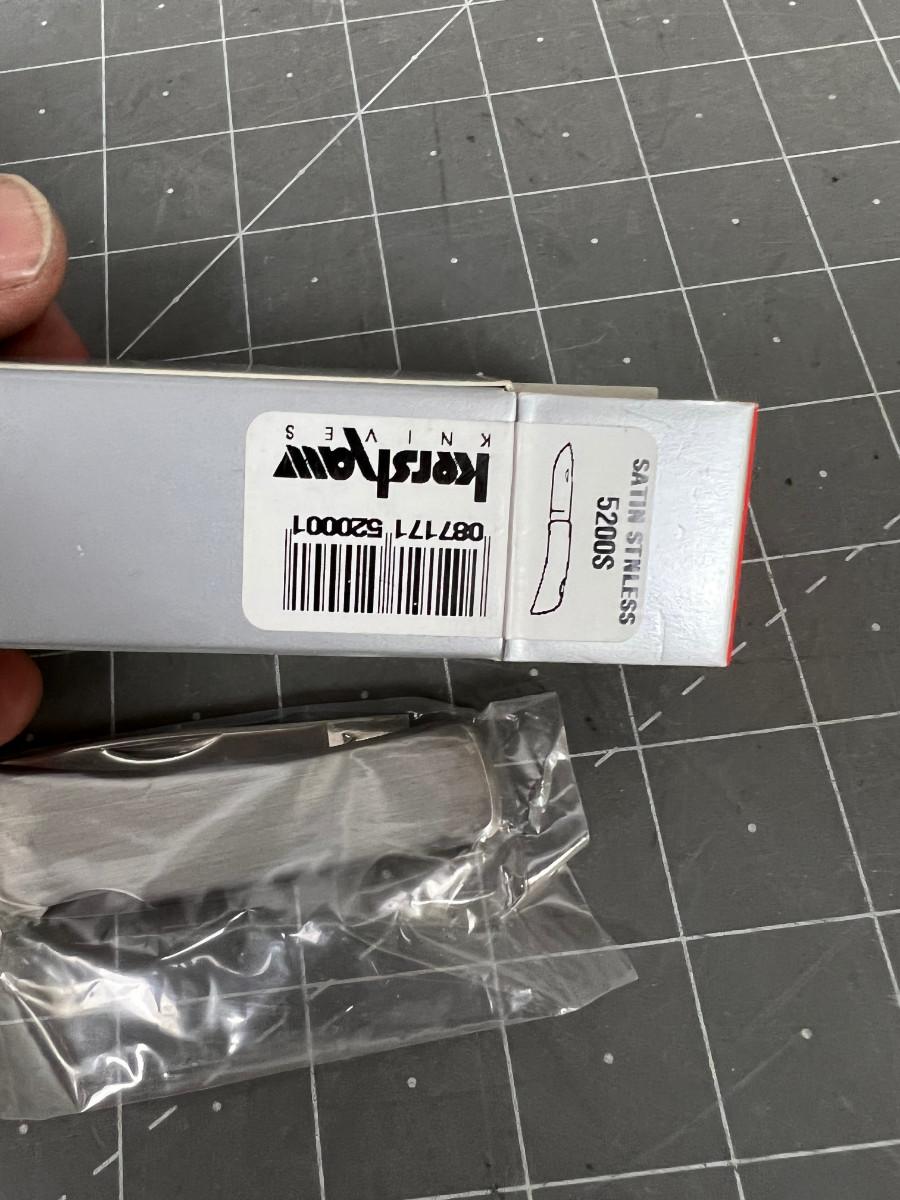 kershaw
KNIVES
087171 520001
SATIN STNLESS
5200S